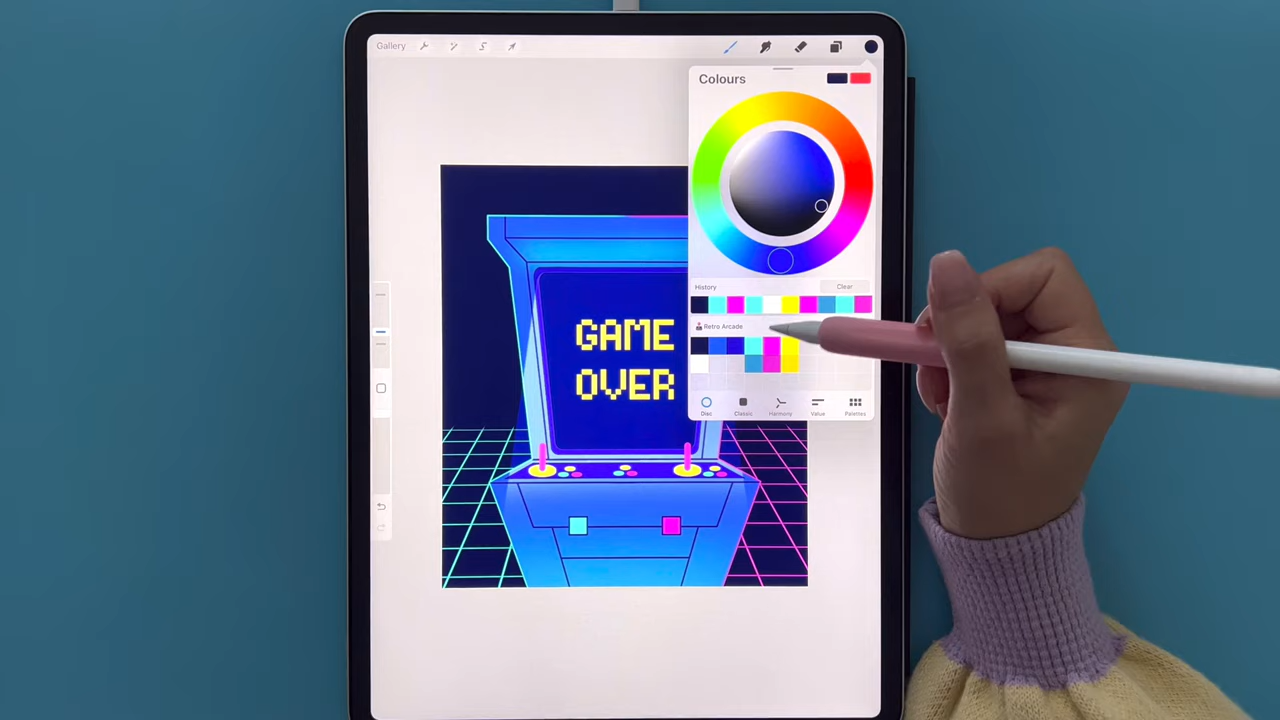 Gallery
Colours
History
Clear
Retro Arcade
GAME
OVER
Disc
Classic
Harmony
Value
Palettes